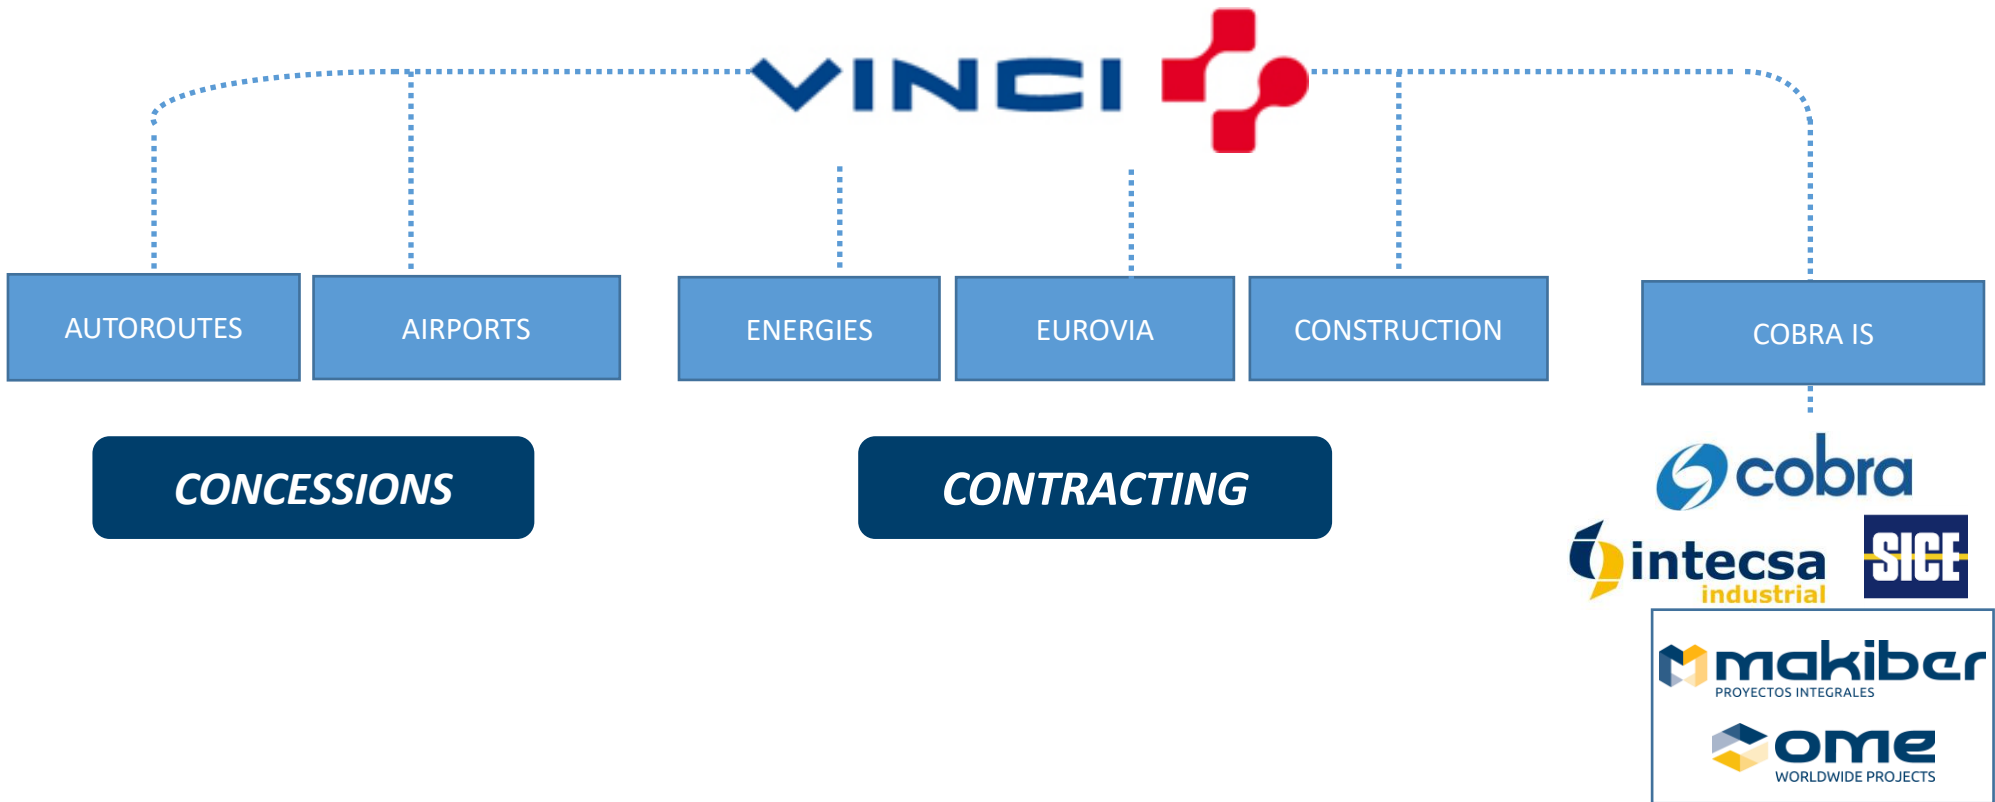 VINCI
AUTOROUTES
AIRPORTS
ENERGIES
EUROVIA
CONSTRUCTION
COBRA IS
CONCESSIONS
CONTRACTING
cobra
intecsa
industrial
SICE
makiber
PROYECTOS INTEGRALES
ome
WORLDWIDE PROJECTS